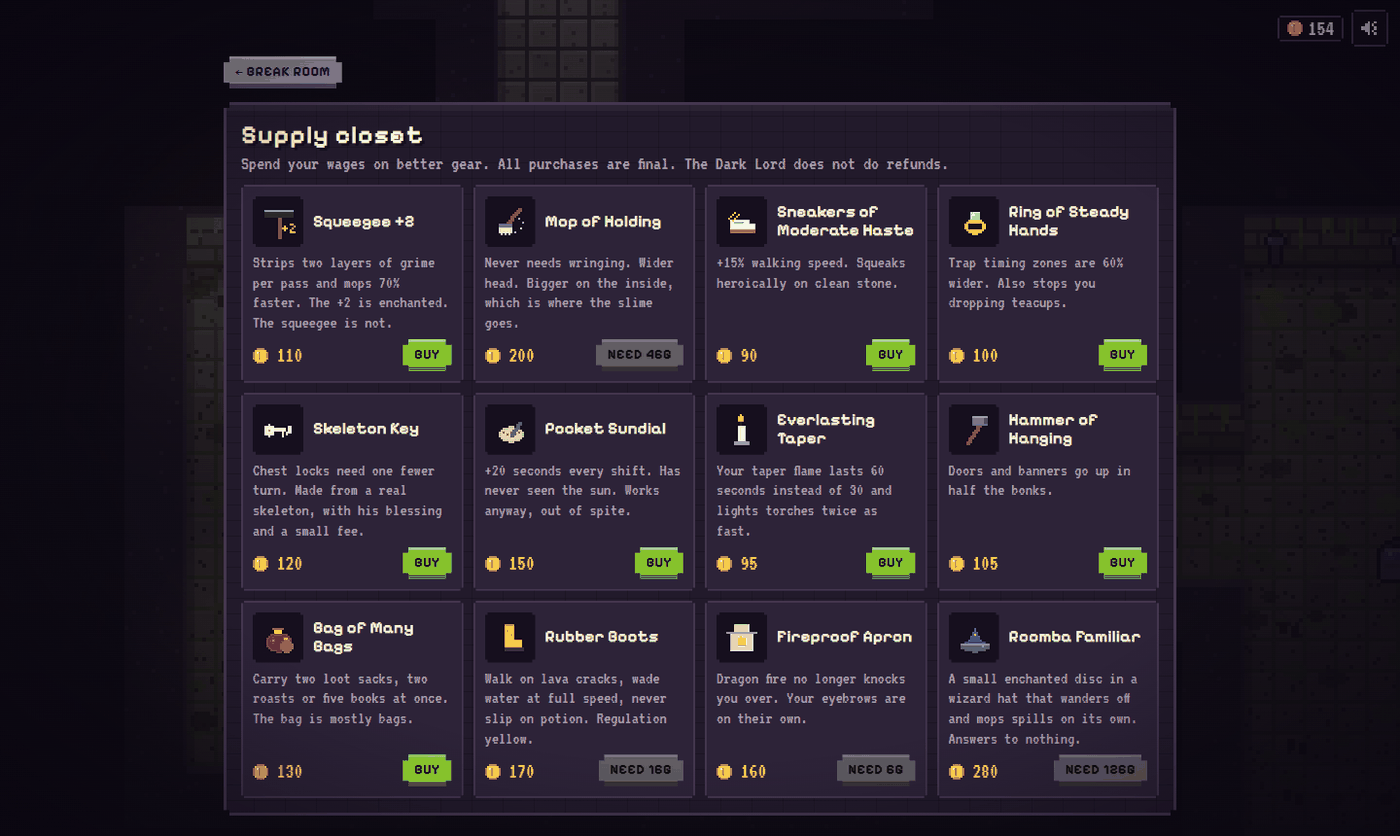 154
← BREAK ROOM
Supply closet
Spend your wages on better gear. All purchases are final. The Dark Lord does not do refunds.
+2
Squeegee +2
Strips two layers of grime
per pass and mops 70%
faster. The +2 is enchanted.
The squeegee is not.
110
BUY
Mop of Holding
Never needs wringing. Wider
head. Bigger on the inside,
which is where the slime
goes.
200
NEED 46G
Sneakers of
Moderate Haste
+15% walking speed. Squeaks
heroically on clean stone.
90
BUY
Ring of Steady
Hands
Trap timing zones are 60%
wider. Also stops you
dropping teacups.
100
BUY
Skeleton Key
Chest locks need one fewer
turn. Made from a real
skeleton, with his blessing
and a small fee.
120
BUY
Pocket Sundial
+20 seconds every shift. Has
never seen the sun. Works
anyway, out of spite.
150
BUY
Everlasting
Taper
Your taper flame lasts 60
seconds instead of 30 and
lights torches twice as
fast.
95
BUY
Hammer of
Hanging
Doors and banners go up in
half the bonks.
105
BUY
Bag of Many
Bags
Carry two loot sacks, two
roasts or five books at once.
The bag is mostly bags.
130
BUY
Rubber Boots
Walk on lava cracks, wade
water at full speed, never
slip on potion. Regulation
yellow.
170
NEED 16G
Fireproof Apron
Dragon fire no longer knocks
you over. Your eyebrows are
on their own.
160
NEED 6G
Roomba Familiar
A small enchanted disc in a
wizard hat that wanders off
and mops spills on its own.
Answers to nothing.
280
NEED 126G